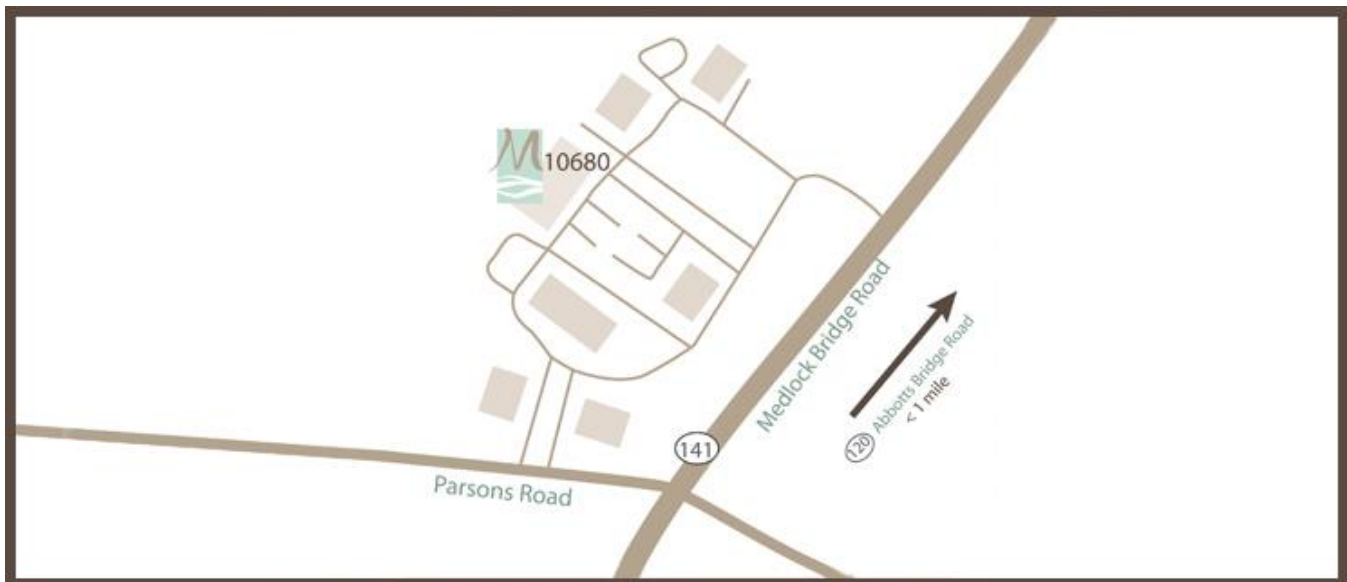 M
10680
Medlock Bridge Road
120 Abbotts Bridge Road
< 1 mile
141
Parsons Road